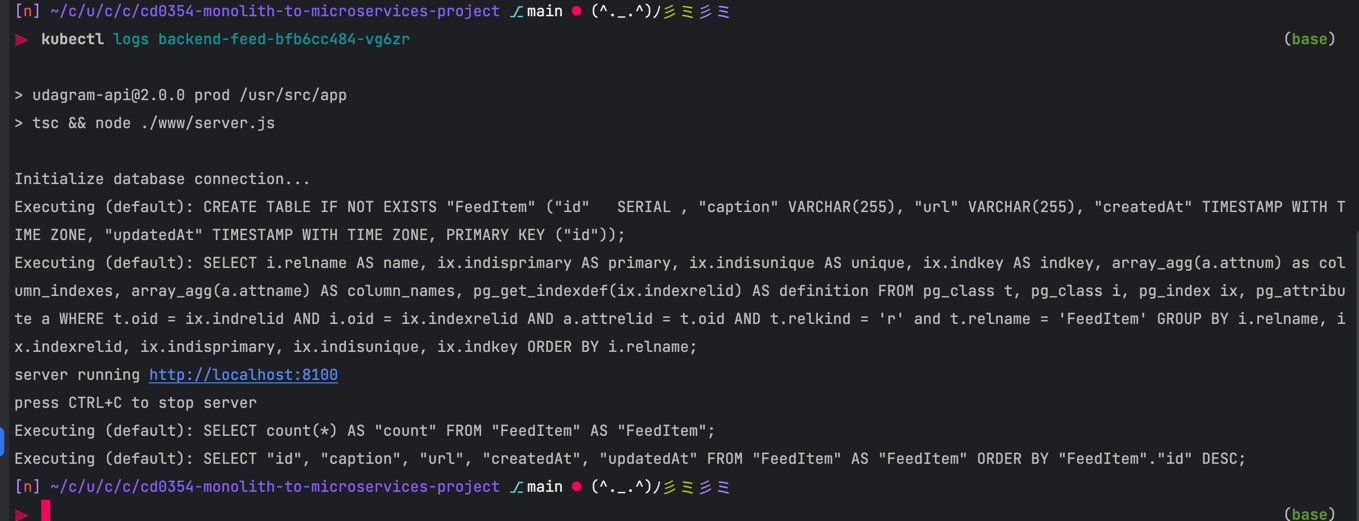 [n] ~/c/u/c/c/cd0354-monolith-to-microservices-project ⎇main ● (^._.^)ﾉ彡ミ彡ミ
⫸ kubectl logs backend-feed-bfb6cc484-vg6zr (base)
> udagram-api@2.0.0 prod /usr/src/app
> tsc && node ./www/server.js
Initialize database connection...
Executing (default): CREATE TABLE IF NOT EXISTS "FeedItem" ("id"   SERIAL , "caption" VARCHAR(255), "url" VARCHAR(255), "createdAt" TIMESTAMP WITH T
IME ZONE, "updatedAt" TIMESTAMP WITH TIME ZONE, PRIMARY KEY ("id"));
Executing (default): SELECT i.relname AS name, ix.indisprimary AS primary, ix.indisunique AS unique, ix.indkey AS indkey, array_agg(a.attnum) as col
umn_indexes, array_agg(a.attname) AS column_names, pg_get_indexdef(ix.indexrelid) AS definition FROM pg_class t, pg_class i, pg_index ix, pg_attribu
te a WHERE t.oid = ix.indrelid AND i.oid = ix.indexrelid AND a.attrelid = t.oid AND t.relkind = 'r' and t.relname = 'FeedItem' GROUP BY i.relname, i
x.indexrelid, ix.indisprimary, ix.indisunique, ix.indkey ORDER BY i.relname;
server running http://localhost:8100
press CTRL+C to stop server
Executing (default): SELECT count(*) AS "count" FROM "FeedItem" AS "FeedItem";
Executing (default): SELECT "id", "caption", "url", "createdAt", "updatedAt" FROM "FeedItem" AS "FeedItem" ORDER BY "FeedItem"."id" DESC;
[n] ~/c/u/c/c/cd0354-monolith-to-microservices-project ⎇main ● (^._.^)ﾉ彡ミ彡ミ
⫸ (base)